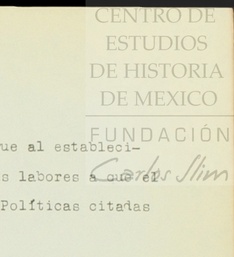 CENTRO DE
ESTUDIOS
DE HISTORIA
DE MEXICO
FUNDACIÓN
Carlos Slim
ue al estableci-
s labores a que el
Políticas citadas